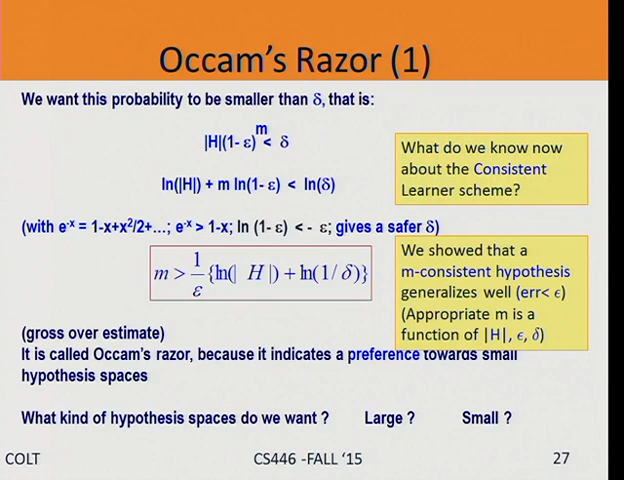 Occam's Razor (1)
We want this probability to be smaller than δ, that is:
|H|(1- ε)^m < δ
ln(|H|) + m ln(1- ε) < ln(δ)
What do we know now
about the Consistent
Learner scheme?
(with e^-x = 1-x+x^2/2+…; e^-x > 1-x; ln (1- ε) < - ε; gives a safer δ)
m > 1/ε {ln(| H |) + ln(1/ δ)}
We showed that a
m-consistent hypothesis
generalizes well (err< ϵ)
(Appropriate m is a
function of |H|, ϵ, δ)
(gross over estimate)
It is called Occam's razor, because it indicates a preference towards small
hypothesis spaces
What kind of hypothesis spaces do we want ? Large ? Small ?
COLT CS446 -FALL '15 27